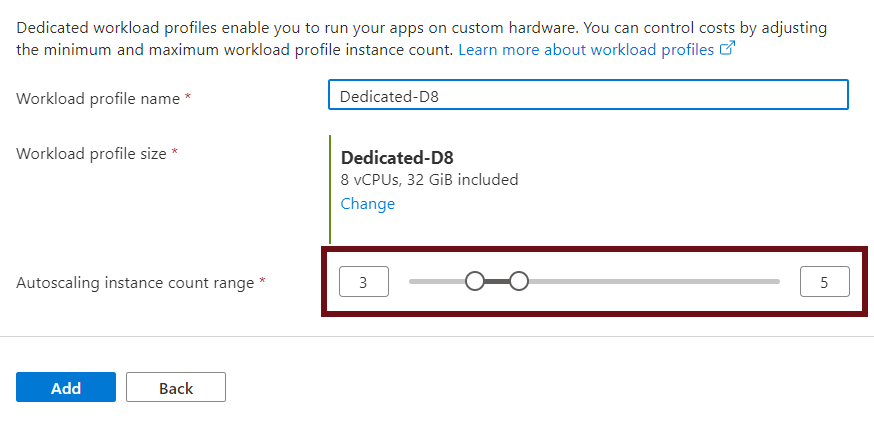 Dedicated workload profiles enable you to run your apps on custom hardware. You can control costs by adjusting
the minimum and maximum workload profile instance count. Learn more about workload profiles
Workload profile name *
Dedicated-D8
Workload profile size *
Dedicated-D8
8 vCPUs, 32 GiB included
Change
Autoscaling instance count range *
3
5
Add
Back